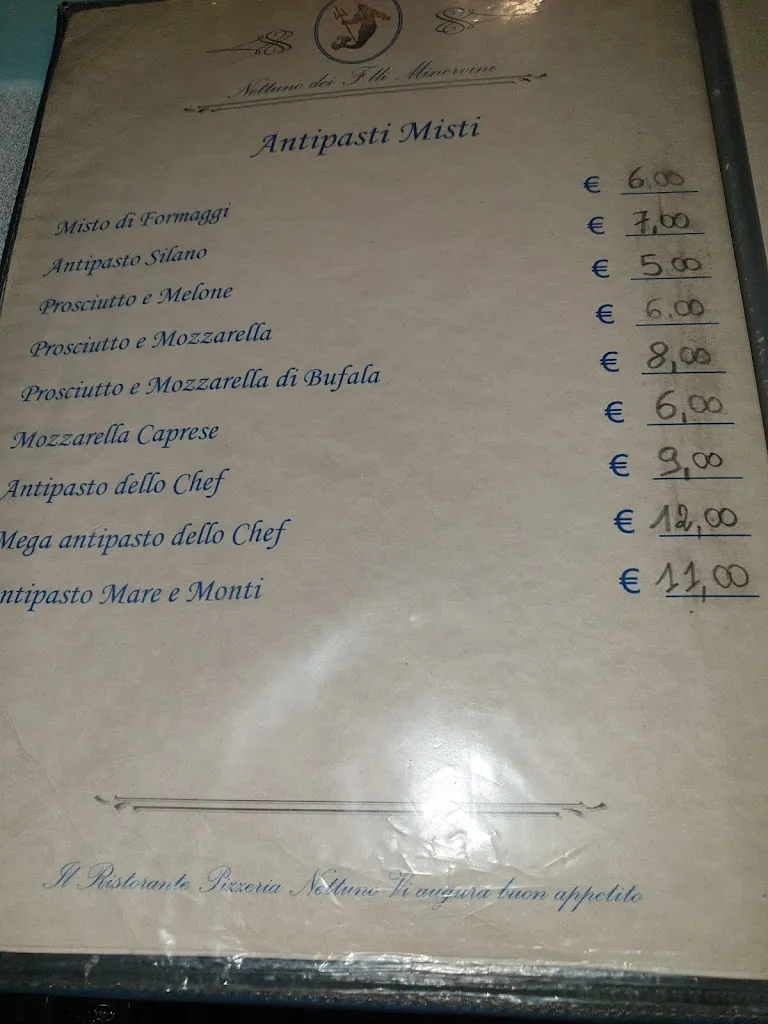 Nettuno dei F.lli Minervini
Antipasti Misti
Misto di Formaggi € 6.00
Antipasto Silano € 7,00
Prosciutto e Melone € 5.00
Prosciutto e Mozzarella € 6.00
Prosciutto e Mozzarella di Bufala € 8,00
Mozzarella Caprese € 6,00
Antipasto dello Chef € 9,00
Mega antipasto dello Chef € 12,00
ntipasto Mare e Monti € 11,00
Il Ristorante Pizzeria Nettuno Vi augura buon appetito